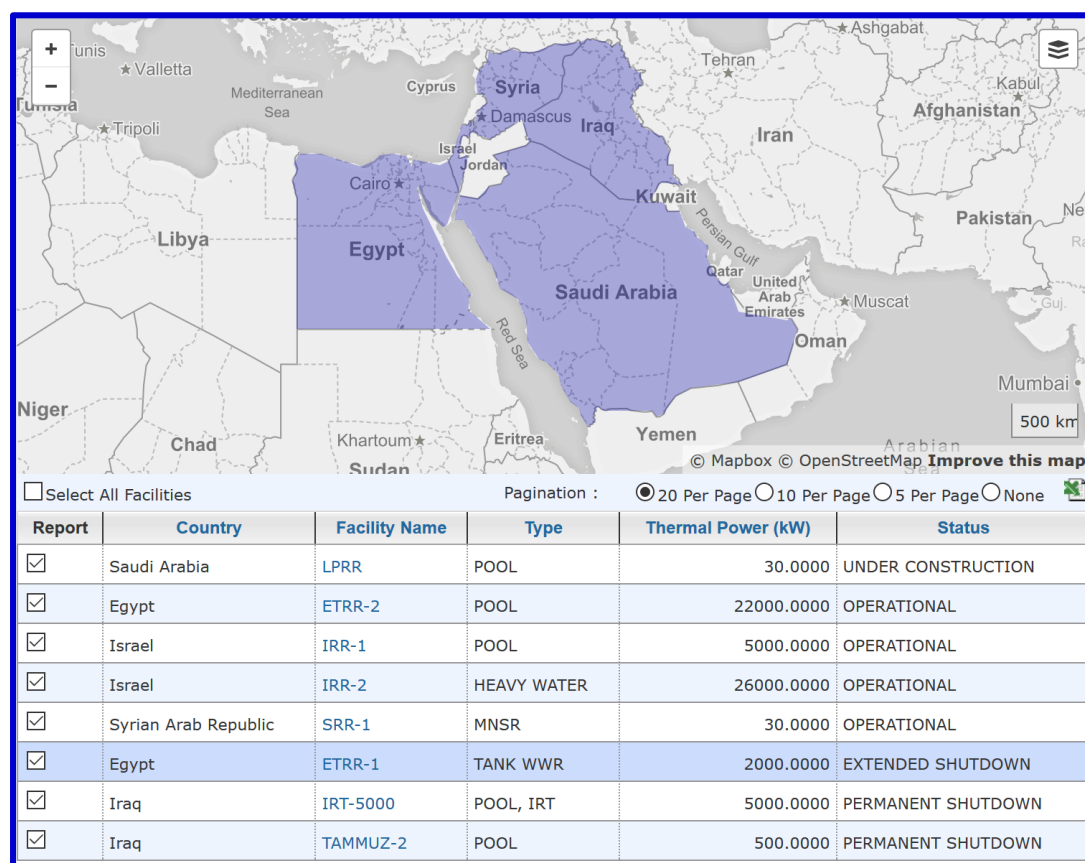 Ashgabat
+
Tunis
Valletta
Tehran
−
Mediterranean
Sea
Cyprus
Syria
Kabul
Tunisia
Damascus
Afghanistan
Tripoli
Iraq
Iran
Israel
Jordan
Cairo
Kuwait
Pakistan
Ne
Libya
Persian Gulf
Egypt
Qatar
United
Arab
Emirates
Saudi Arabia
Muscat
Guj.
Red Sea
Oman
Mumbai
Niger
500 km
Chad
Khartoum
Eritrea
Yemen
Arabian
Sea
Sudan
© Mapbox © OpenStreetMap Improve this map
Select All Facilities Pagination : 20 Per Page 10 Per Page 5 Per Page None
Report Country Facility Name Type Thermal Power (kW) Status
Saudi Arabia LPRR POOL 30.0000 UNDER CONSTRUCTION
Egypt ETRR-2 POOL 22000.0000 OPERATIONAL
Israel IRR-1 POOL 5000.0000 OPERATIONAL
Israel IRR-2 HEAVY WATER 26000.0000 OPERATIONAL
Syrian Arab Republic SRR-1 MNSR 30.0000 OPERATIONAL
Egypt ETRR-1 TANK WWR 2000.0000 EXTENDED SHUTDOWN
Iraq IRT-5000 POOL, IRT 5000.0000 PERMANENT SHUTDOWN
Iraq TAMMUZ-2 POOL 500.0000 PERMANENT SHUTDOWN